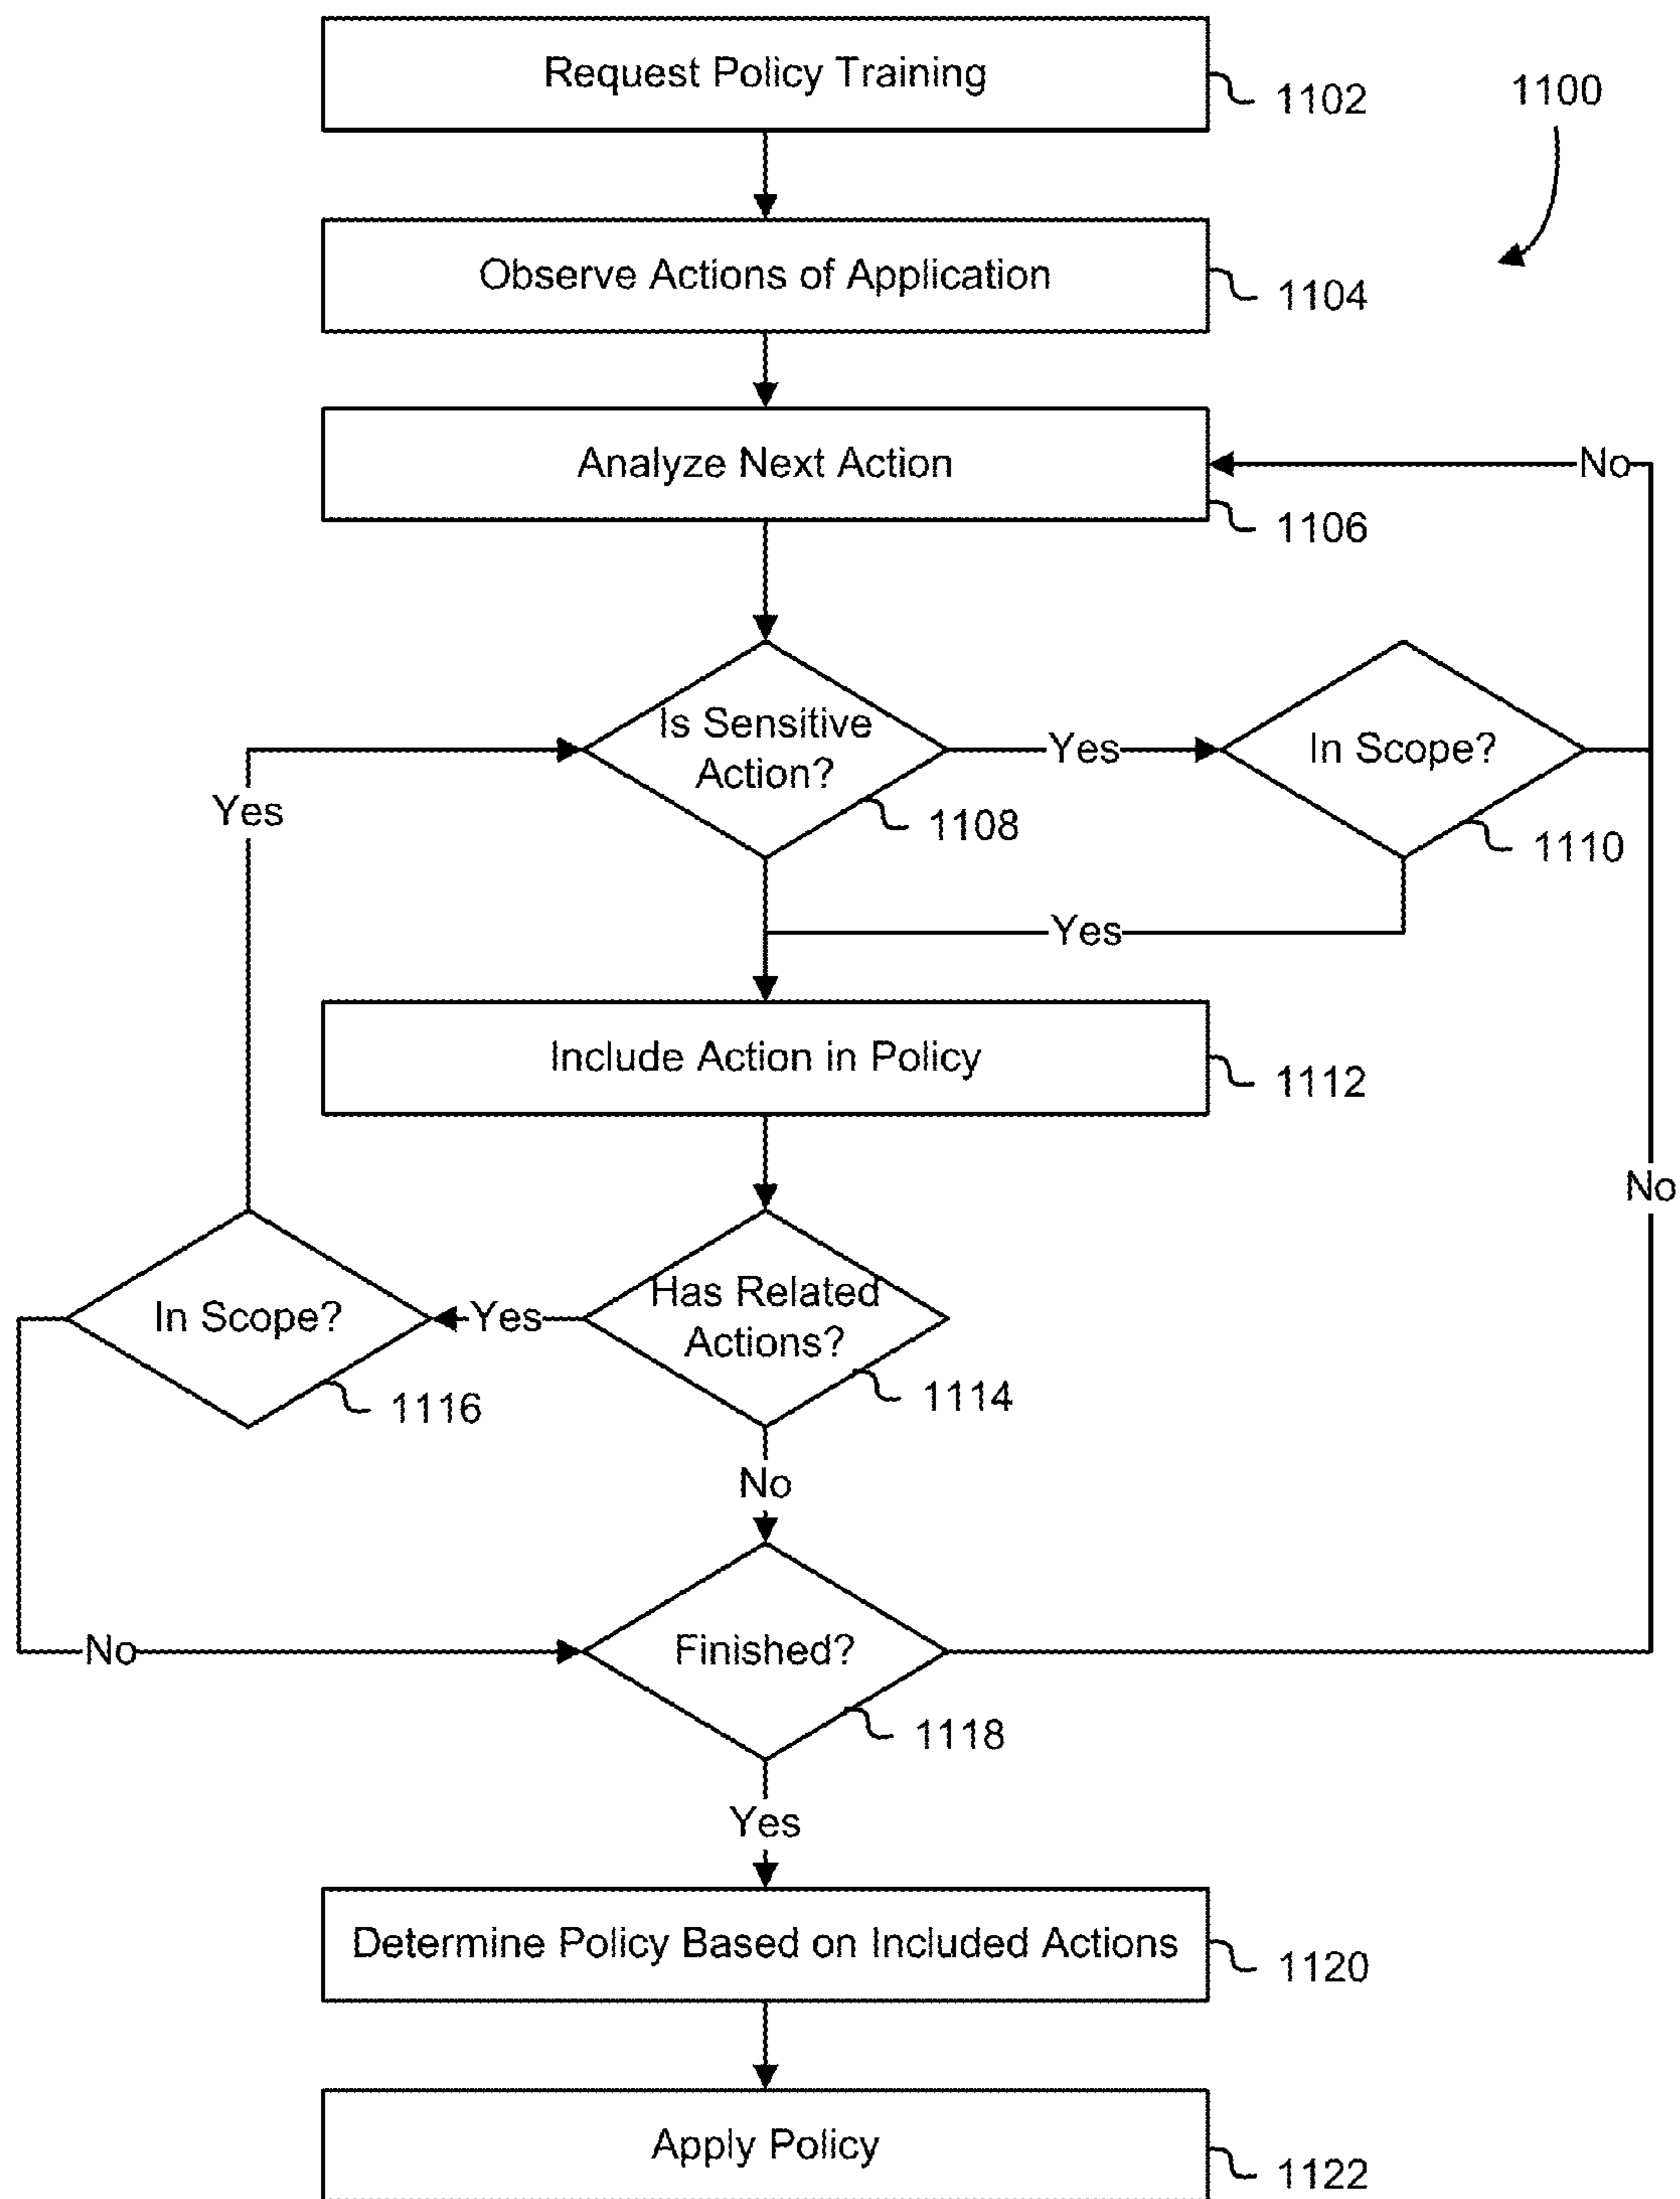 Request Policy Training
1102
1100
Observe Actions of Application
1104
Analyze Next Action
No
1106
Is Sensitive
Action?
Yes
In Scope?
1108
1110
Yes
Yes
Include Action in Policy
1112
No
In Scope?
Yes
Has Related
Actions?
1116
1114
No
No
Finished?
1118
Yes
Determine Policy Based on Included Actions
1120
Apply Policy
1122